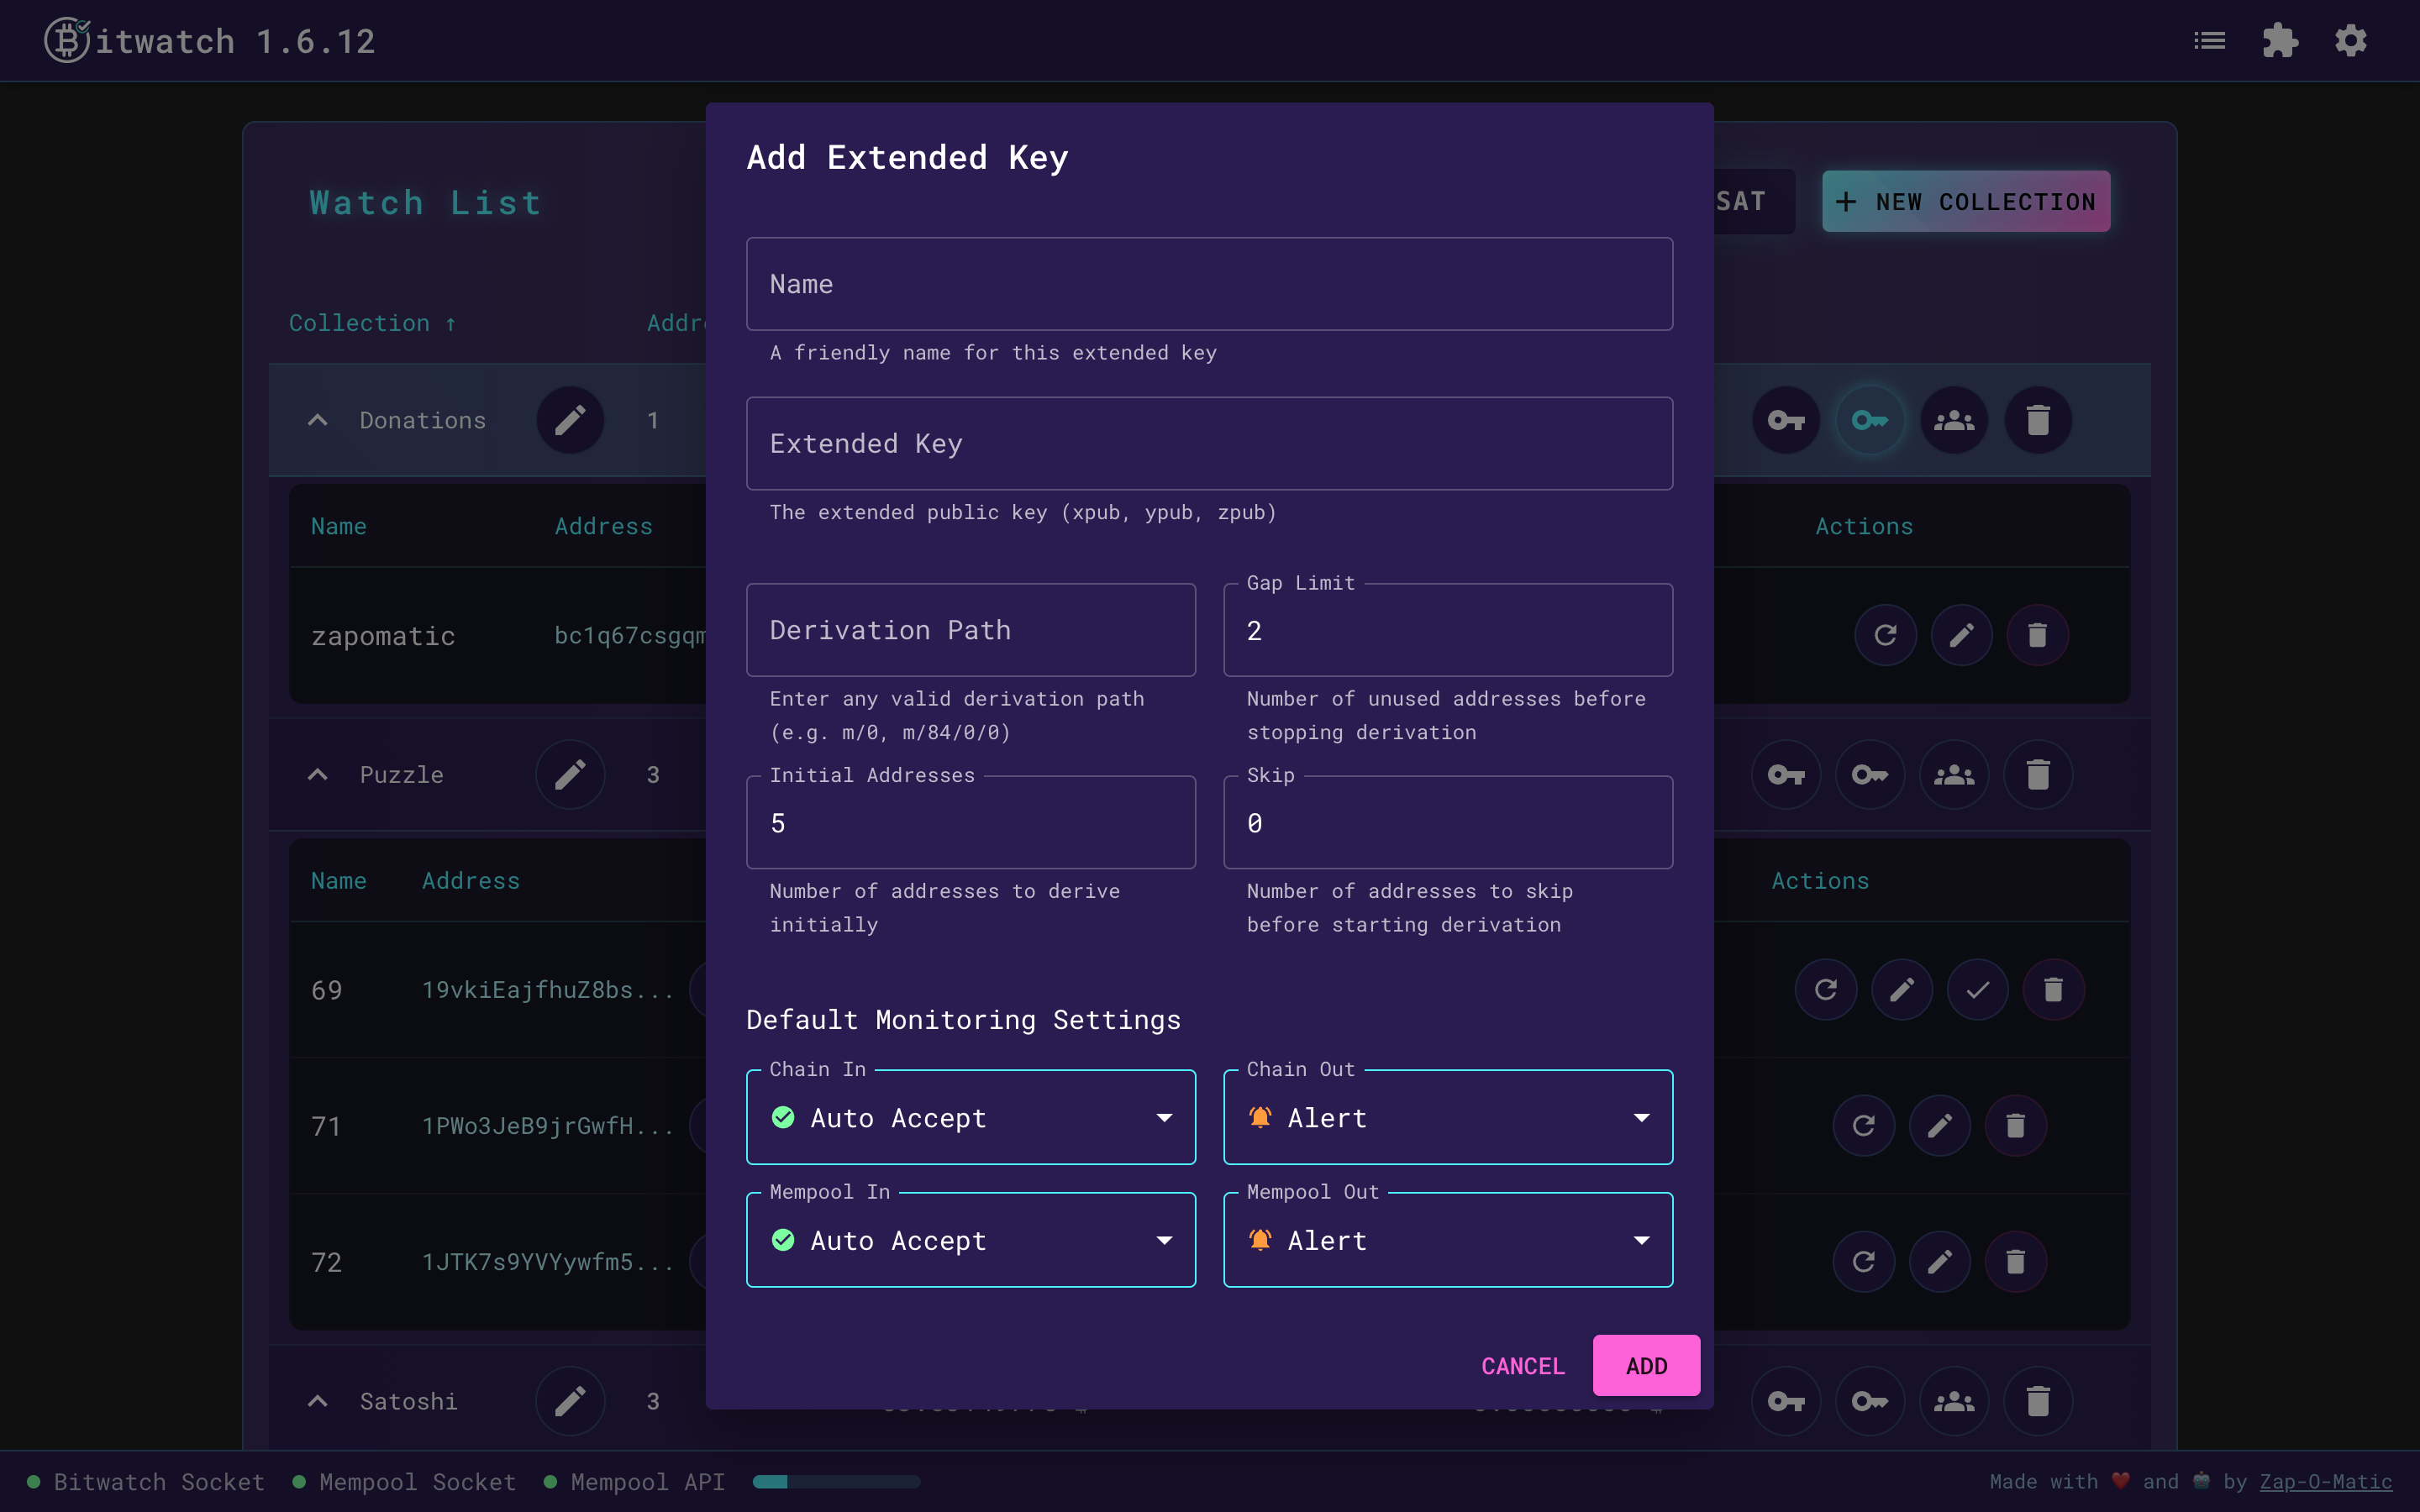 Bitwatch 1.6.12
Add Extended Key
Watch List
SAT
+ NEW COLLECTION
Name
A friendly name for this extended key
Collection ↑
Extended Key
The extended public key (xpub, ypub, zpub)
Donations
1
Name
Address
Actions
zapomatic
Derivation Path
Enter any valid derivation path
(e.g. m/0, m/84/0/0)
Gap Limit
2
Number of unused addresses before
stopping derivation
Puzzle
3
Initial Addresses
5
Number of addresses to derive
initially
Skip
0
Number of addresses to skip
before starting derivation
Name
Address
Actions
69
19vkiEajfhuZ8bs...
71
1PWo3JeB9jrGwfH...
72
1JTK7s9YVYywfm5...
Default Monitoring Settings
Chain In
Auto Accept
Chain Out
Alert
Mempool In
Auto Accept
Mempool Out
Alert
CANCEL
ADD
Satoshi
3
Bitwatch Socket
Mempool Socket
Mempool API
Made with ❤️ and by Zap-O-Matic